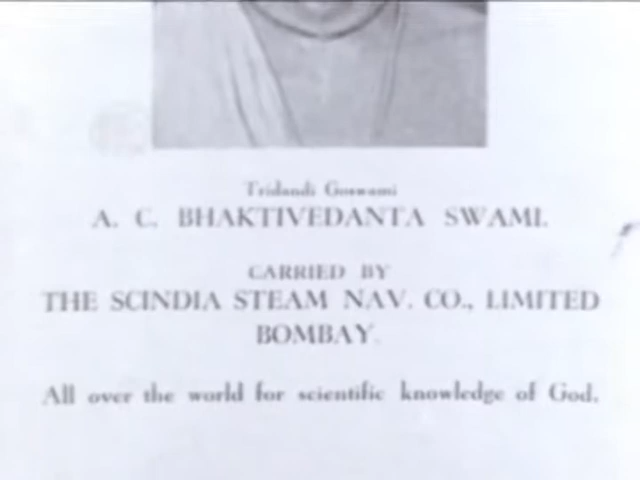 Tridandi Goswami
A. C. BHAKTIVEDANTA SWAMI.
CARRIED BY
THE SCINDIA STEAM NAV. CO., LIMITED
BOMBAY.
All over the world for scientific knowledge of God.